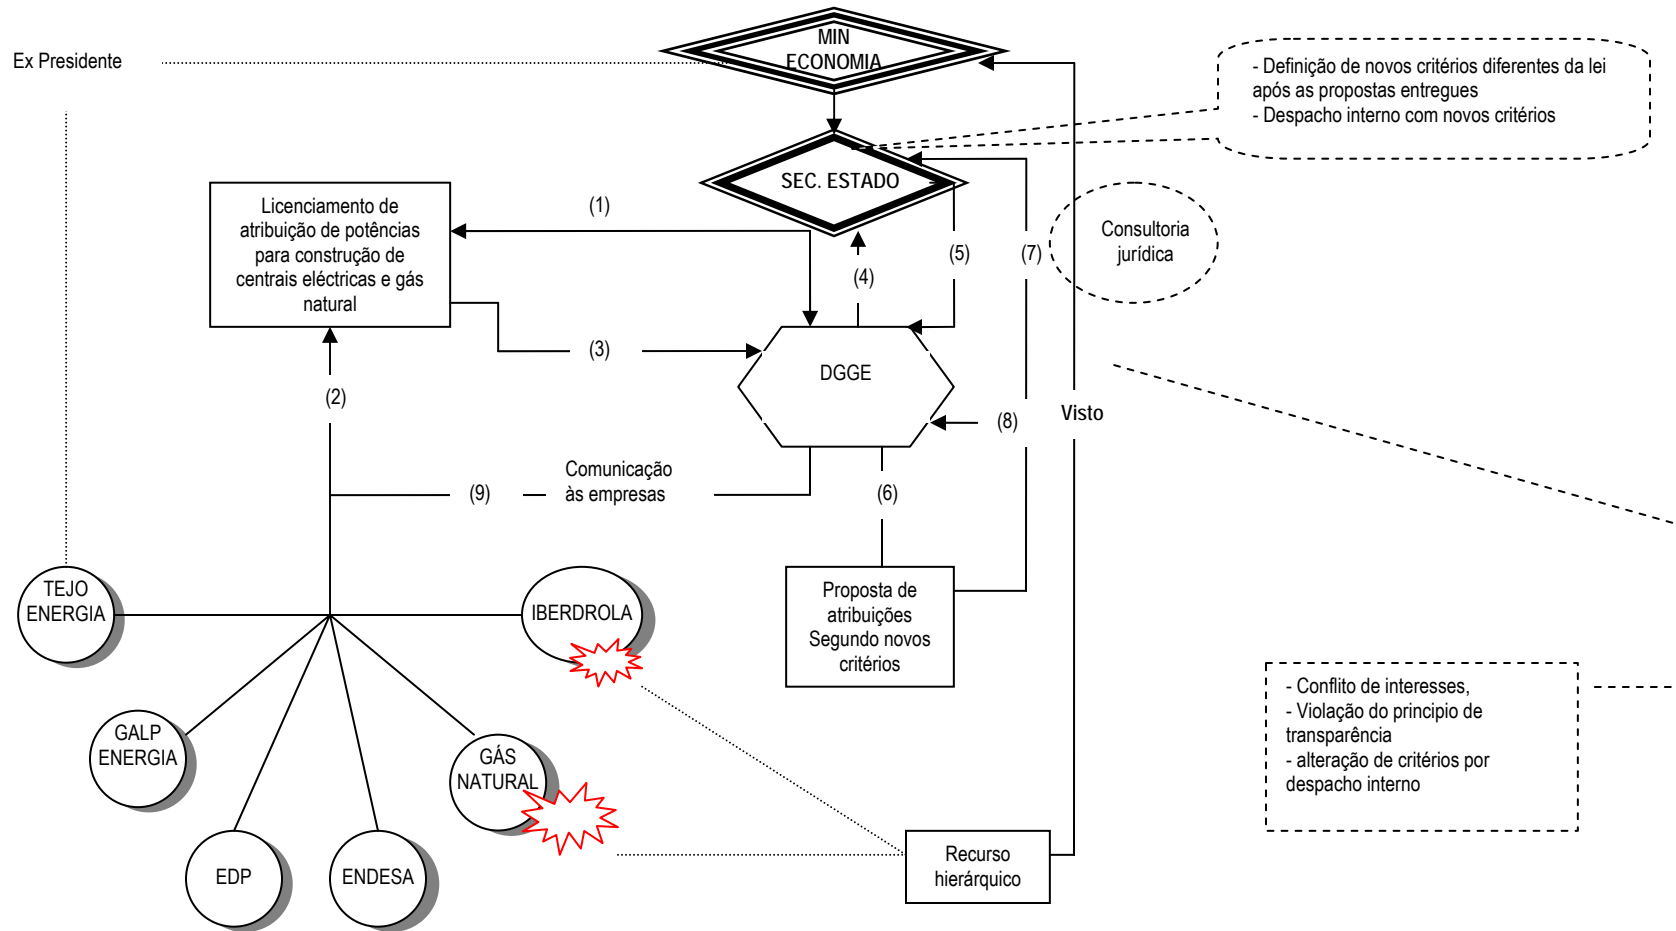 MIN
ECONOMIA
Ex Presidente
- Definição de novos critérios diferentes da lei
após as propostas entregues
- Despacho interno com novos critérios
SEC. ESTADO
Licenciamento de
atribuição de potências
para construção de
centrais eléctricas e gás
natural
(1)
(4)
(5)
(7)
Consultoria
jurídica
(3)
DGGE
(2)
(8)
Visto
Comunicação
às empresas
(9)
(6)
TEJO
ENERGIA
IBERDROLA
Proposta de
atribuições
Segundo novos
critérios
- Conflito de interesses,
- Violação do principio de
transparência
- alteração de critérios por
despacho interno
GALP
ENERGIA
GÁS
NATURAL
EDP
ENDESA
Recurso
hierárquico